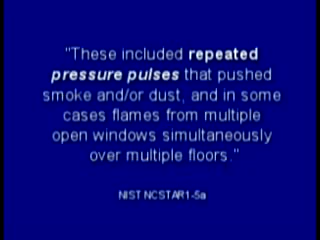 "These included repeated
pressure pulses that pushed
smoke and/or dust, and in some
cases flames from multiple
open windows simultaneously
over multiple floors."
NIST NCSTAR1-5a